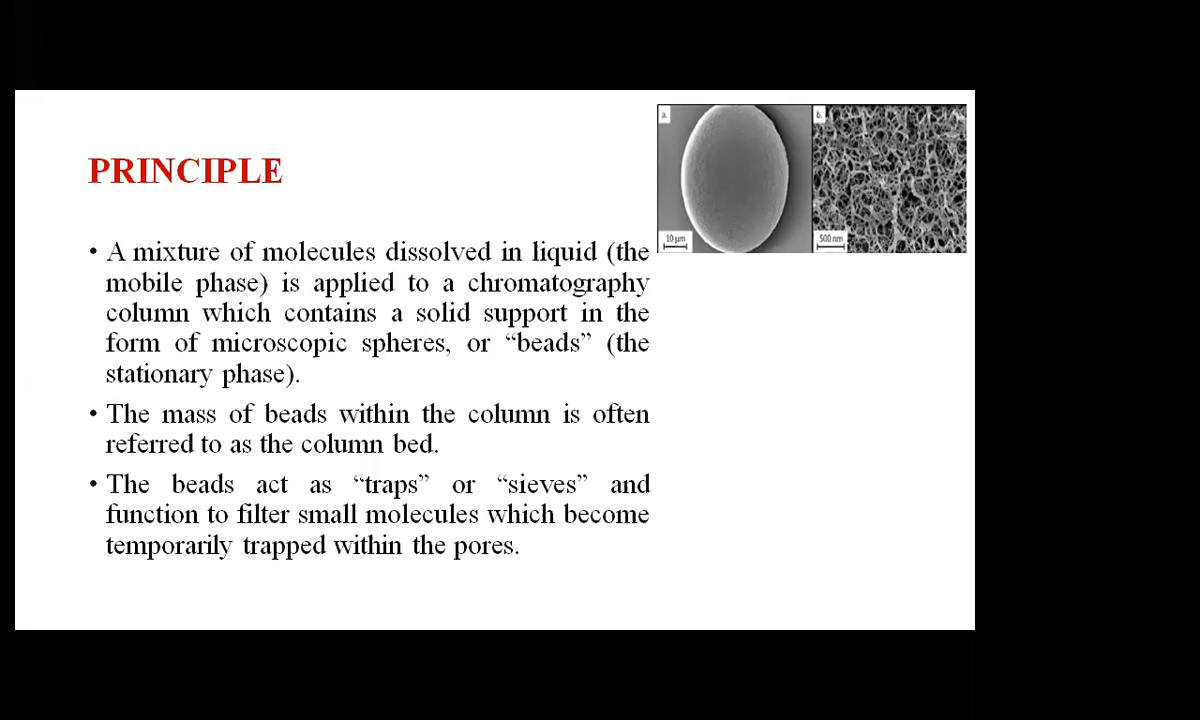 PRINCIPLE
a.
b.
10 µm
500 nm
• A mixture of molecules dissolved in liquid (the
mobile phase) is applied to a chromatography
column which contains a solid support in the
form of microscopic spheres, or “beads” (the
stationary phase).
• The mass of beads within the column is often
referred to as the column bed.
• The beads act as “traps” or “sieves” and
function to filter small molecules which become
temporarily trapped within the pores.